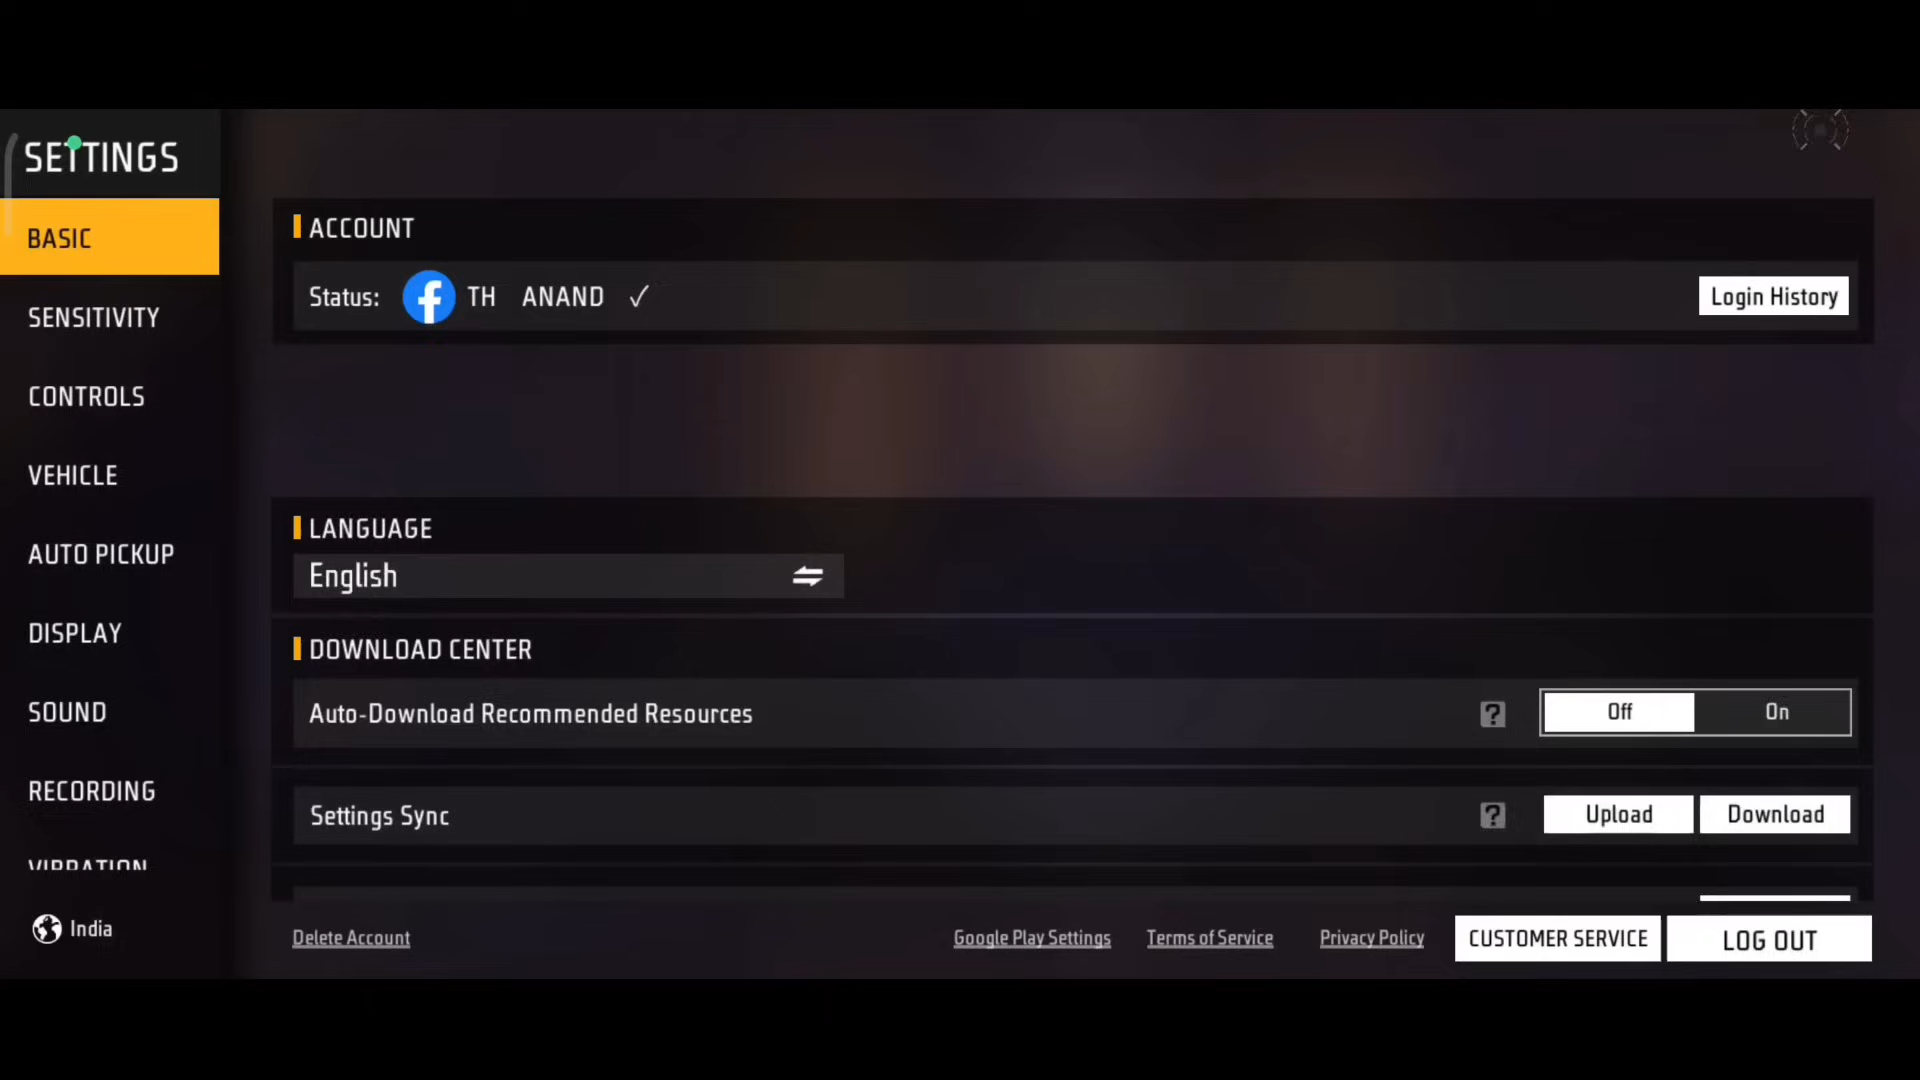 SETTINGS
BASIC
SENSITIVITY
CONTROLS
VEHICLE
AUTO PICKUP
DISPLAY
SOUND
RECORDING
VIBRATION
India
ACCOUNT
Status: TH ANAND ✓
Login History
LANGUAGE
English
DOWNLOAD CENTER
Auto-Download Recommended Resources ? Off On
Settings Sync ? Upload Download
Delete Account
Google Play Settings
Terms of Service
Privacy Policy
CUSTOMER SERVICE
LOG OUT